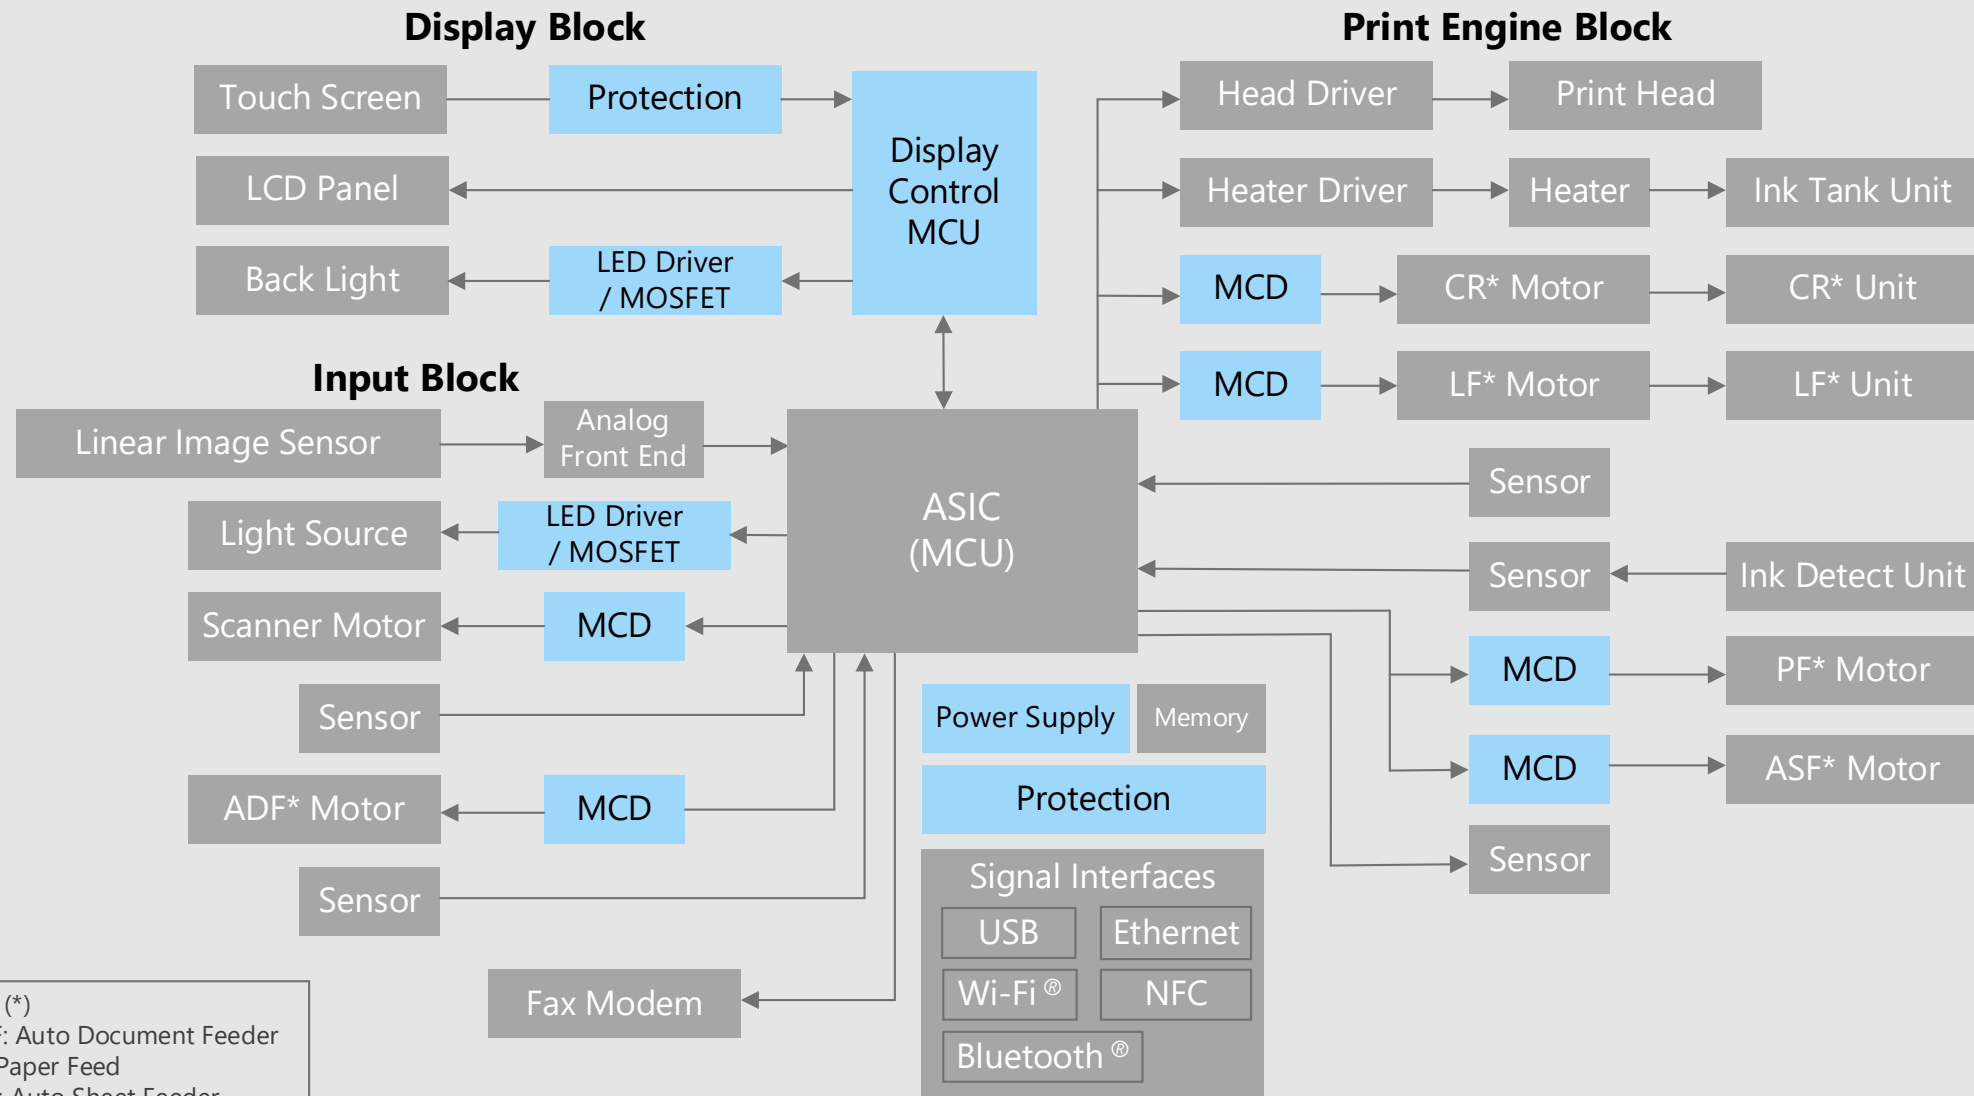 Display Block
Print Engine Block
Touch Screen
Protection
Display
Control
MCU
LCD Panel
Back Light
LED Driver
/ MOSFET
Head Driver
Print Head
Heater Driver
Heater
Ink Tank Unit
MCD
CR* Motor
CR* Unit
MCD
LF* Motor
LF* Unit
Input Block
Linear Image Sensor
Analog
Front End
ASIC
(MCU)
Light Source
LED Driver
/ MOSFET
Scanner Motor
MCD
Sensor
ADF* Motor
MCD
Sensor
Fax Modem
Sensor
Sensor
Ink Detect Unit
MCD
PF* Motor
MCD
ASF* Motor
Sensor
Power Supply
Memory
Protection
Signal Interfaces
USB
Ethernet
Wi-Fi ®
NFC
Bluetooth ®
(*)
: Auto Document Feeder
Paper Feed
: Auto Sheet Feeder